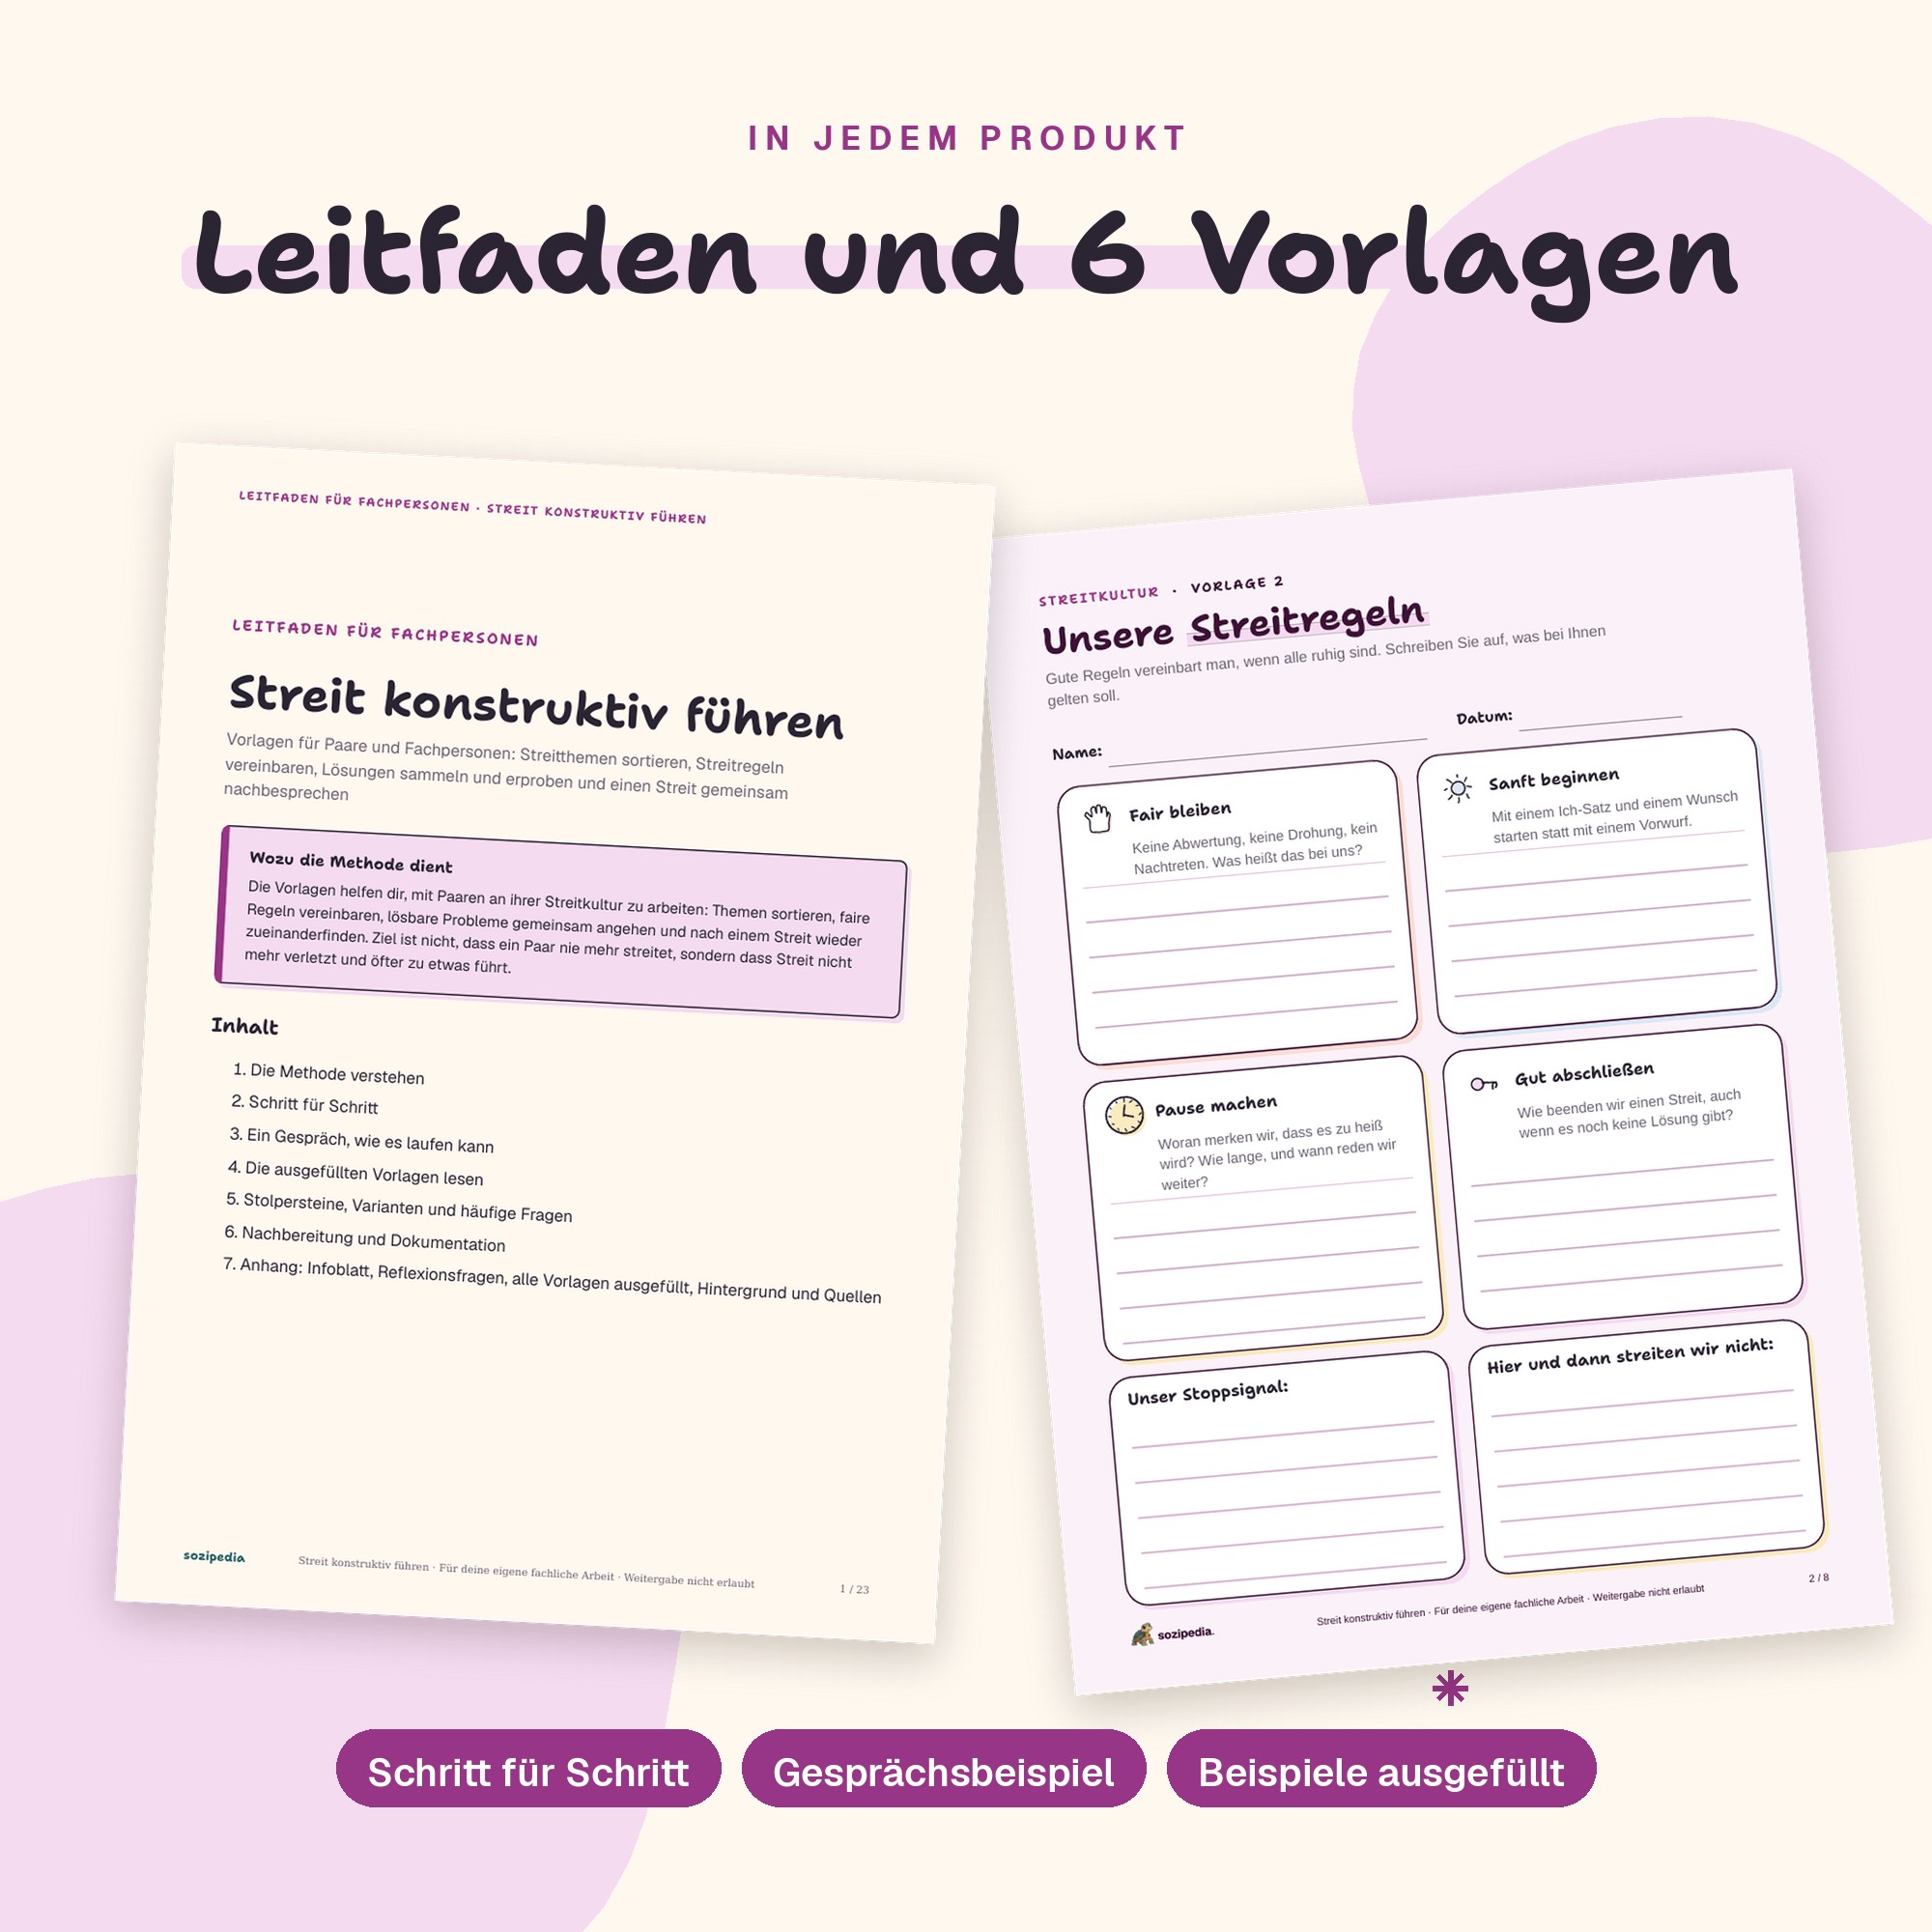 IN JEDEM PRODUKT
Leitfaden und 6 Vorlagen
LEITFADEN FÜR FACHPERSONEN · STREIT KONSTRUKTIV FÜHREN
LEITFADEN FÜR FACHPERSONEN
Streit konstruktiv führen
Vorlagen für Paare und Fachpersonen: Streitthemen sortieren, Streitregeln
vereinbaren, Lösungen sammeln und erproben und einen Streit gemeinsam
nachbesprechen
Wozu die Methode dient
Die Vorlagen helfen dir, mit Paaren an ihrer Streitkultur zu arbeiten: Themen sortieren, faire
Regeln vereinbaren, lösbare Probleme gemeinsam angehen und nach einem Streit wieder
zueinanderfinden. Ziel ist nicht, dass ein Paar nie mehr streitet, sondern dass Streit nicht
mehr verletzt und öfter zu etwas führt.
Inhalt
1. Die Methode verstehen
2. Schritt für Schritt
3. Ein Gespräch, wie es laufen kann
4. Die ausgefüllten Vorlagen lesen
5. Stolpersteine, Varianten und häufige Fragen
6. Nachbereitung und Dokumentation
7. Anhang: Infoblatt, Reflexionsfragen, alle Vorlagen ausgefüllt, Hintergrund und Quellen
sozipedia
Streit konstruktiv führen · Für deine eigene fachliche Arbeit · Weitergabe nicht erlaubt
1 / 23
STREITKULTUR · VORLAGE 2
Unsere Streitregeln
Gute Regeln vereinbart man, wenn alle ruhig sind. Schreiben Sie auf, was bei Ihnen
gelten soll.
Name:
Datum:
Fair bleiben
Keine Abwertung, keine Drohung, kein
Nachtreten. Was heißt das bei uns?
Sanft beginnen
Mit einem Ich-Satz und einem Wunsch
starten statt mit einem Vorwurf.
Pause machen
Woran merken wir, dass es zu heiß
wird? Wie lange, und wann reden wir
weiter?
Gut abschließen
Wie beenden wir einen Streit, auch
wenn es noch keine Lösung gibt?
Unser Stoppsignal:
Hier und dann streiten wir nicht:
sozipedia.
Streit konstruktiv führen · Für deine eigene fachliche Arbeit · Weitergabe nicht erlaubt
2 / 8
Schritt für Schritt
Gesprächsbeispiel
Beispiele ausgefüllt